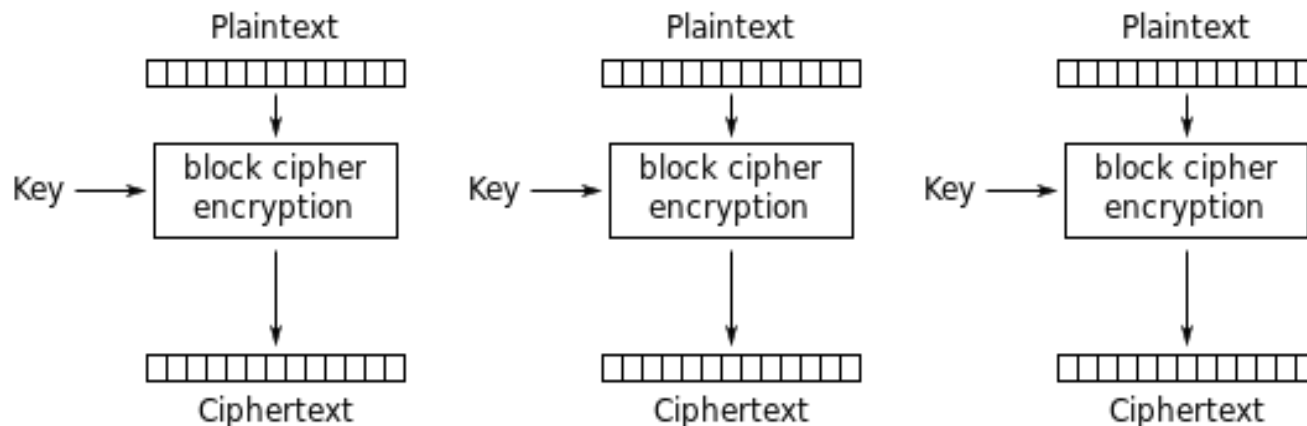 Plaintext
Plaintext
Plaintext
Key
block cipher
encryption
Key
block cipher
encryption
Key
block cipher
encryption
Ciphertext
Ciphertext
Ciphertext